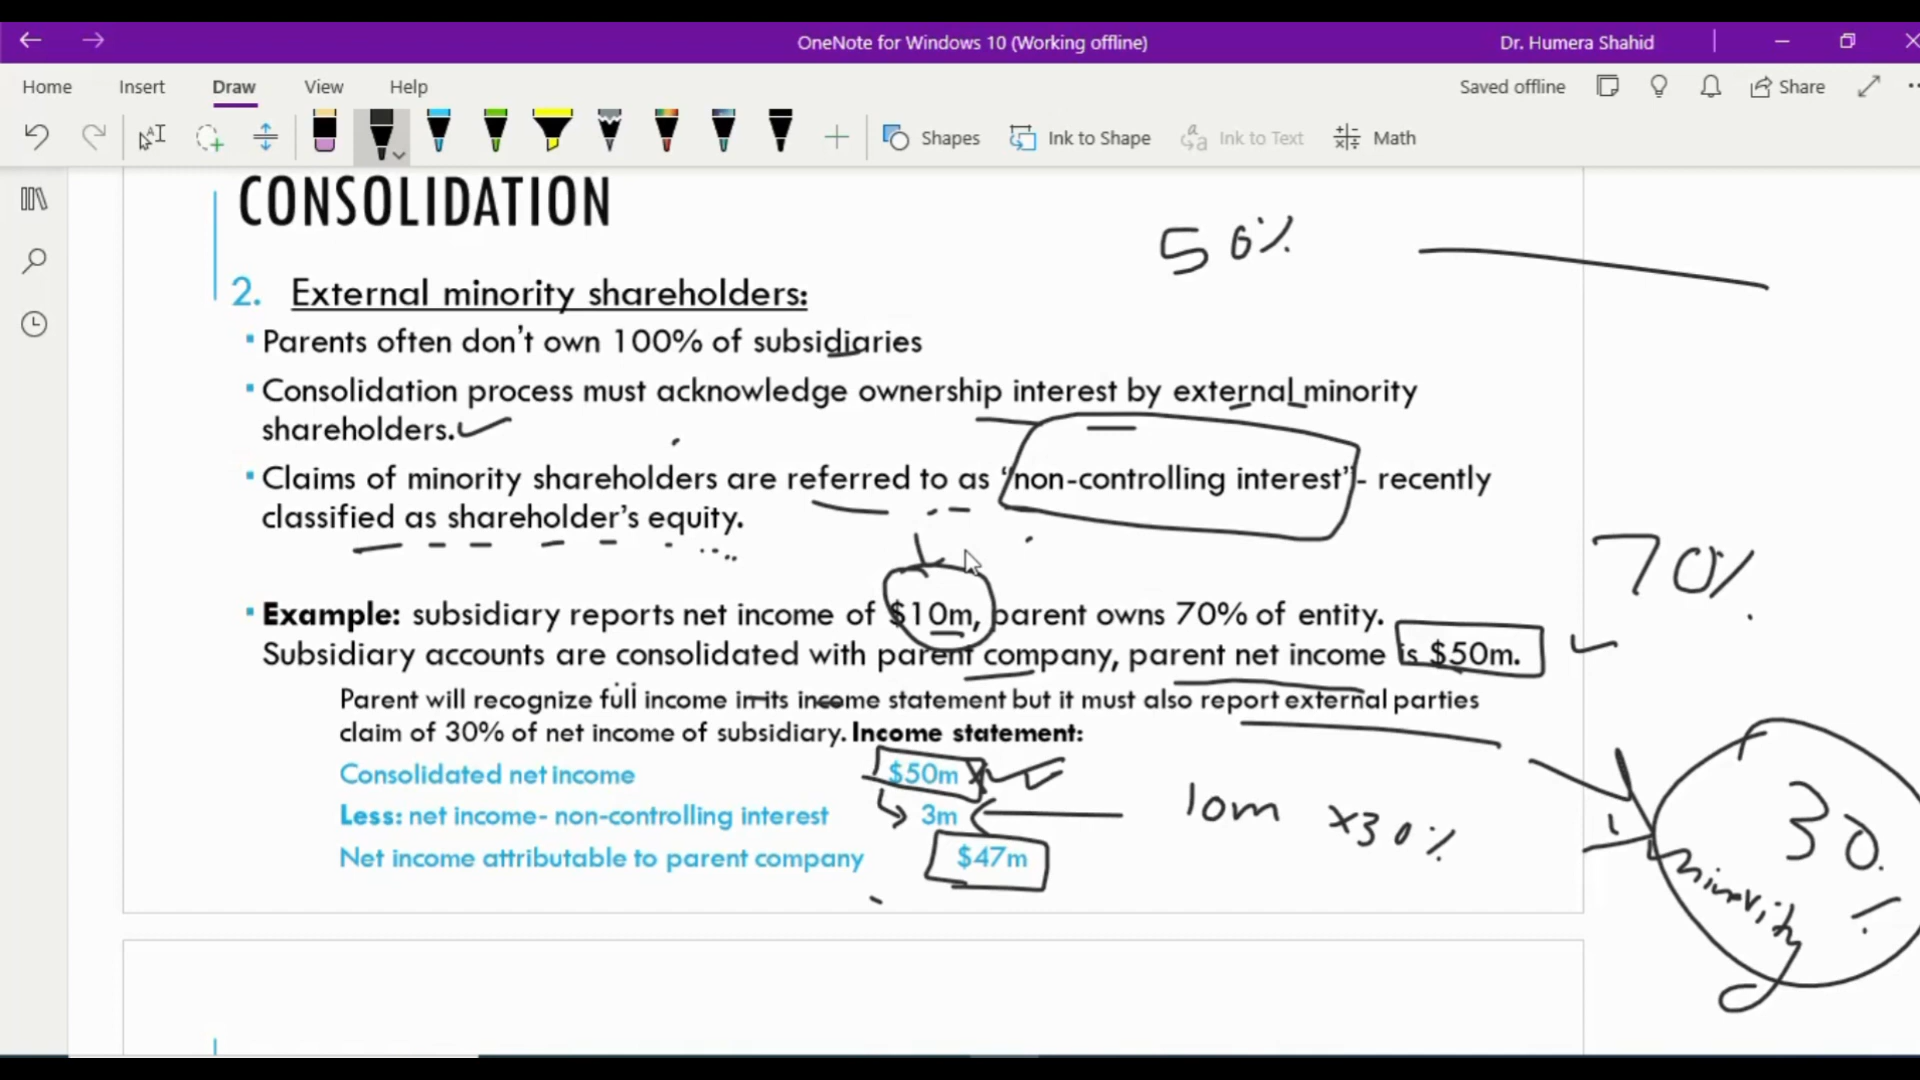 OneNote for Windows 10 (Working offline)
Dr. Humera Shahid
Home Insert Draw View Help
Saved offline
Share
Shapes
Ink to Shape
Ink to Text
Math
CONSOLIDATION
50%
2. External minority shareholders:
▪ Parents often don't own 100% of subsidiaries
▪ Consolidation process must acknowledge ownership interest by external minority
shareholders.
▪ Claims of minority shareholders are referred to as "non-controlling interest"- recently
classified as shareholder's equity.
70%
▪ Example: subsidiary reports net income of $10m, parent owns 70% of entity.
Subsidiary accounts are consolidated with parent company, parent net income is $50m.
Parent will recognize full income in its income statement but it must also report external parties
claim of 30% of net income of subsidiary. Income statement:
Consolidated net income $50m
Less: net income- non-controlling interest 3m
10m x30%
Net income attributable to parent company $47m
30%
minority